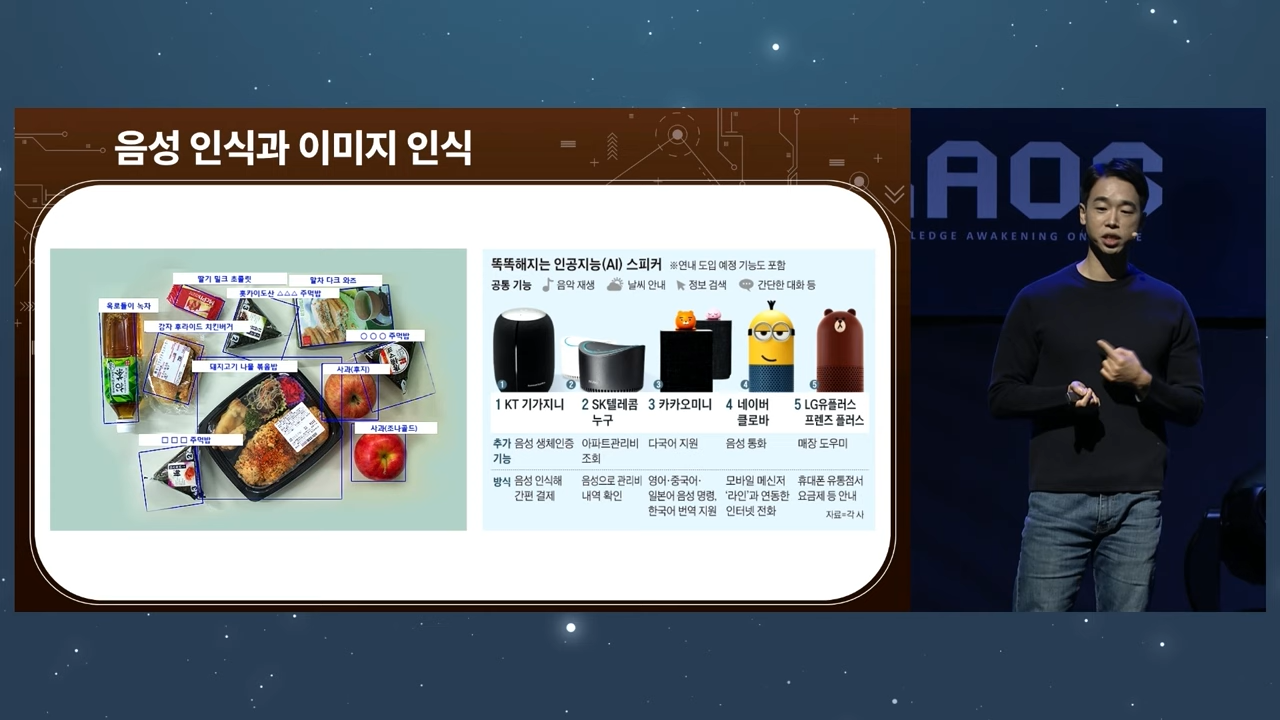 음성 인식과 이미지 인식
딸기 밀크 초콜릿
말차 다크 와즈
홋카이도산 △△△ 주먹밥
옥로들이 녹차
감자 후라이드 치킨버거
○ ○ ○ 주먹밥
돼지고기 나물 볶음밥
사과(후지)
사과(조나골드)
□ □ □ 주먹밥
똑똑해지는 인공지능(AI) 스피커 ※연내 도입 예정 기능도 포함
공통 기능 음악 재생 날씨 안내 정보 검색 간단한 대화 등
1 2 3 4 5
1 KT 기가지니
2 SK텔레콤
누구
3 카카오미니
4 네이버
클로바
5 LG유플러스
프렌즈 플러스
추가
기능
음성 생체인증
아파트관리비
조회
다국어 지원
음성 통화
매장 도우미
방식
음성 인식해
간편 결제
음성으로 관리비
내역 확인
영어·중국어·
일본어 음성 명령,
한국어 번역 지원
모바일 메신저
'라인'과 연동한
인터넷 전화
휴대폰 유통점서
요금제 등 안내
자료=각 사
AOS
LEDGE AWAKENING ON